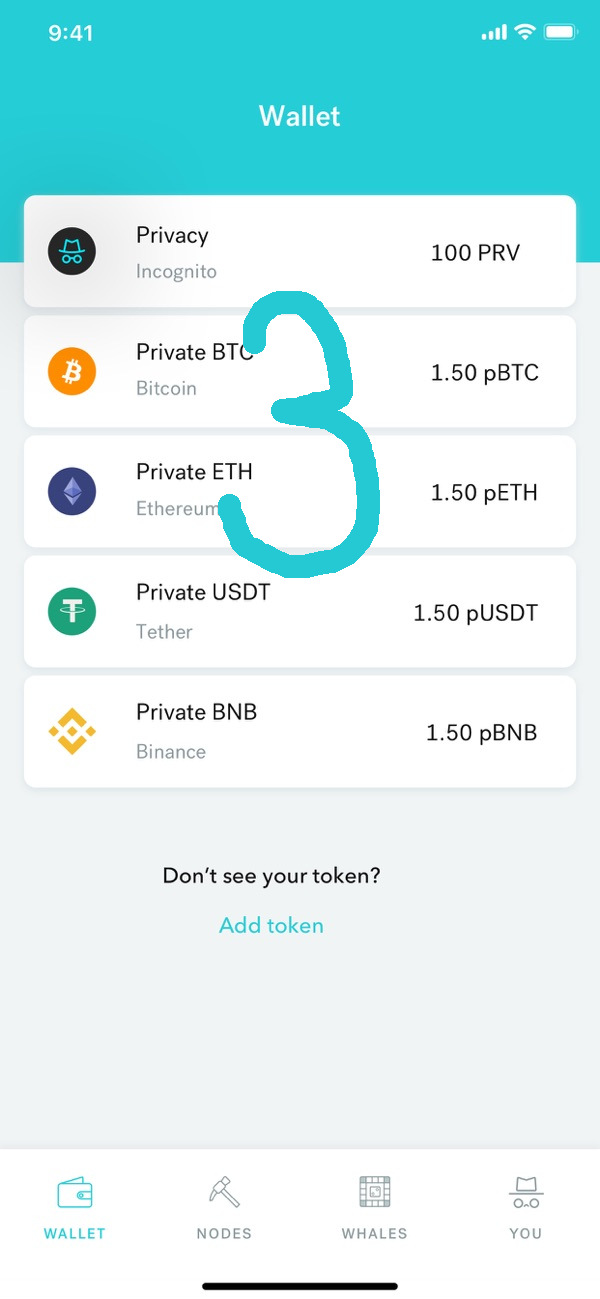 9:41
Wallet
Privacy
Incognito
100 PRV
Private BTC
Bitcoin
1.50 pBTC
3
Private ETH
Ethereum
1.50 pETH
Private USDT
Tether
1.50 pUSDT
Private BNB
Binance
1.50 pBNB
Don’t see your token?
Add token
WALLET NODES WHALES YOU